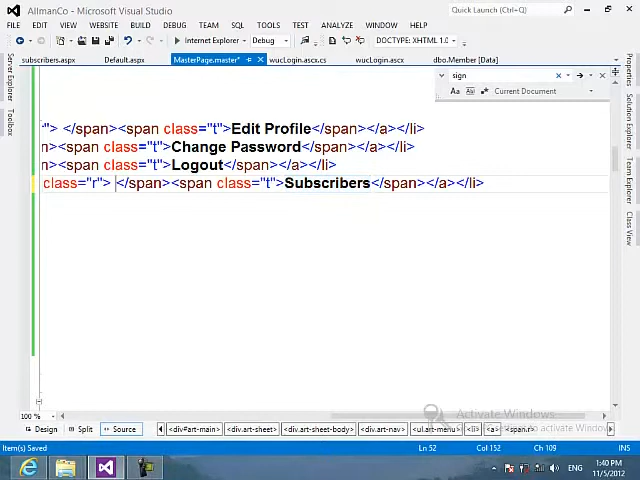 AllmanCo - Microsoft Visual Studio
Quick Launch (Ctrl+Q)
FILE EDIT VIEW WEBSITE BUILD DEBUG TEAM SQL TOOLS TEST ANALYZE WINDOW HELP
Internet Explorer Debug DOCTYPE: XHTML 1.0
subscribers.aspx Default.aspx MasterPage.master* wucLogin.ascx.cs wucLogin.ascx dbo.Member [Data]
sign
Aa Current Document
Server Explorer
Toolbox
Properties
Solution Explorer
Team Explorer
Class View
r"> </span><span class="t">Edit Profile</span></a></li>
n><span class="t">Change Password</span></a></li>
n><span class="t">Logout</span></a></li>
class="r"> </span><span class="t">Subscribers</span></a></li>
100 %
Activate Windows
Design Split Source <div#art-main> <div.art-sheet> <div.art-sheet-body> <div.art-nav> <ul.art-menu> <li> <a> <span.r>
Item(s) Saved Ln 52 Col 152 Ch 109 INS
ENG
1:40 PM
11/5/2012